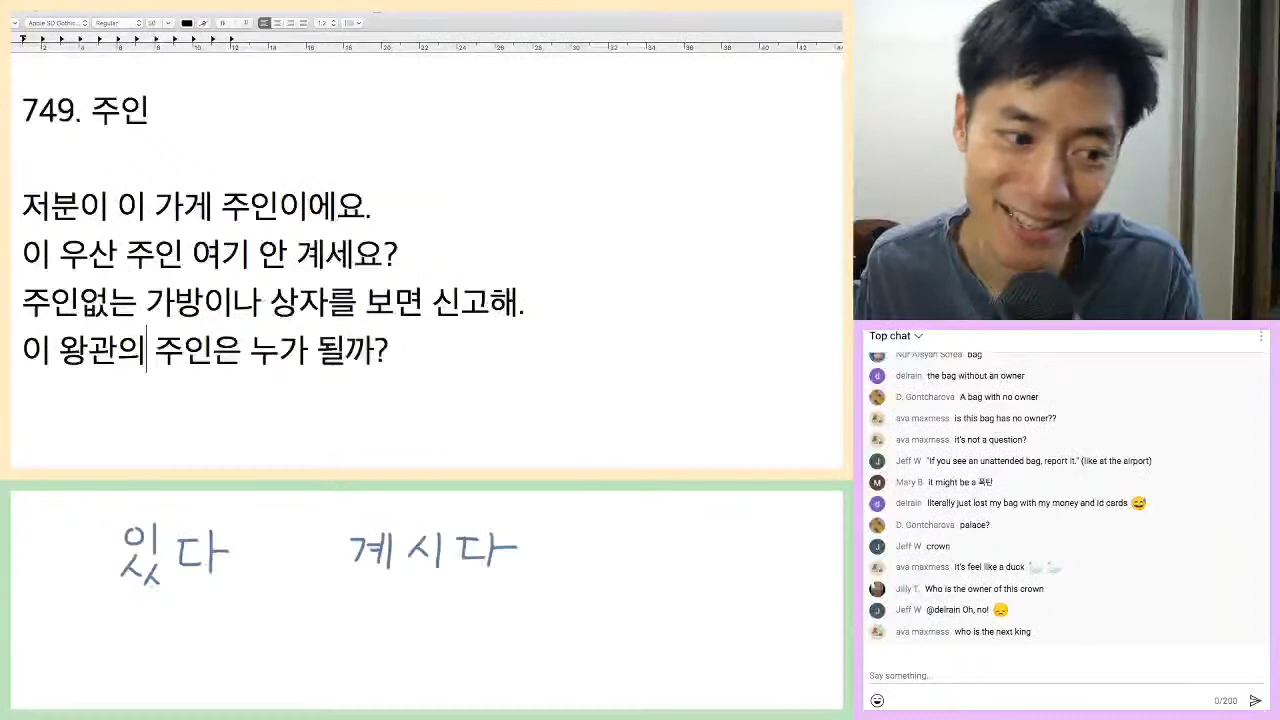 Apple SD Gothic...
Regular
749. 주인
저분이 이 가게 주인이에요.
이 우산 주인 여기 안 계세요?
주인없는 가방이나 상자를 보면 신고해.
이 왕관의 주인은 누가 될까?
있다 계시다
Top chat
Nur Aisyah Sofea bag
delrain the bag without an owner
D. Gontcharova A bag with no owner
ava maxmess is this bag has no owner??
ava maxmess it's not a question?
Jeff W "If you see an unattended bag, report it." (like at the airport)
Mary B it might be a 폭탄
delrain literally just lost my bag with my money and id cards 😅
D. Gontcharova palace?
Jeff W crown
ava maxmess it's feel like a duck 🦢 🦢
Jilly T. Who is the owner of this crown
Jeff W @delrain Oh, no! 😞
ava maxmess who is the next king
Say something...
0/200